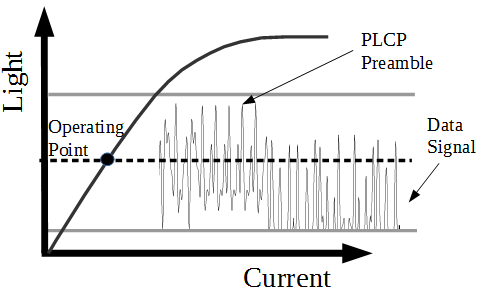 Light
PLCP
Preamble
Operating
Point
Data
Signal
Current